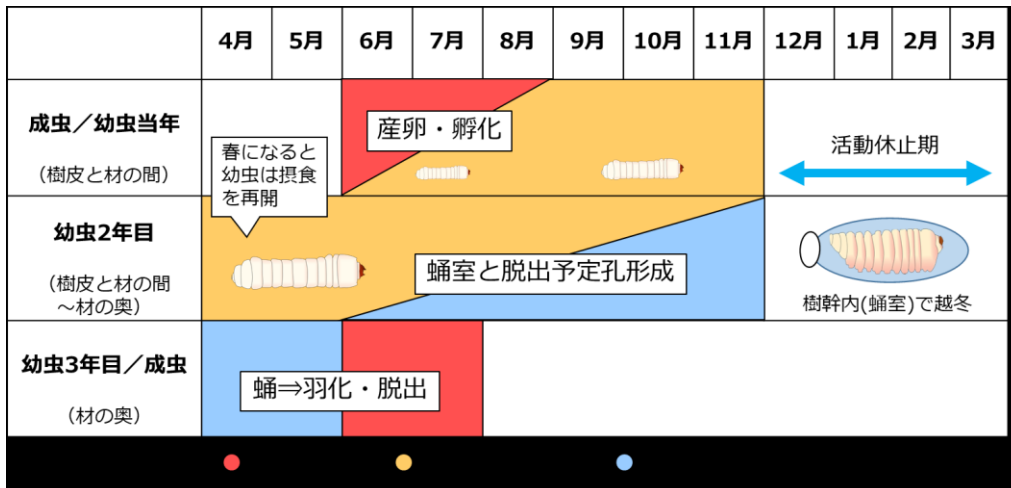 4月 5月 6月 7月 8月 9月 10月 11月 12月 1月 2月 3月
成虫／幼虫当年
（樹皮と材の間）
産卵・孵化
春になると
幼虫は摂食
を再開
活動休止期
幼虫2年目
（樹皮と材の間
～材の奥）
蛹室と脱出予定孔形成
樹幹内(蛹室)で越冬
幼虫3年目／成虫
（材の奥）
蛹⇒羽化・脱出